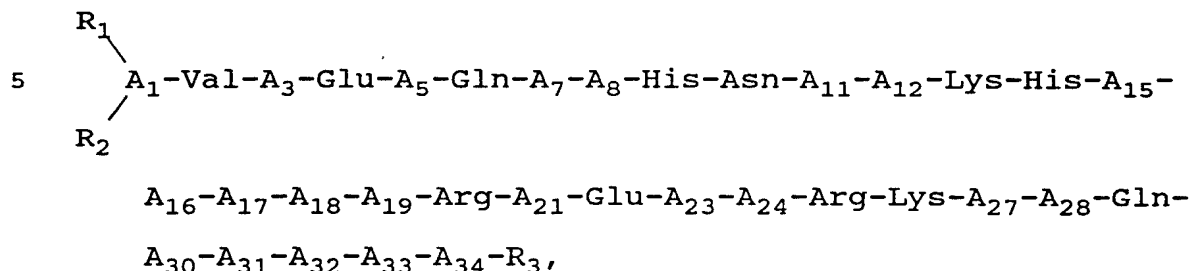 R₁
5 A₁-Val-A₃-Glu-A₅-Gln-A₇-A₈-His-Asn-A₁₁-A₁₂-Lys-His-A₁₅-
R₂
A₁₆-A₁₇-A₁₈-A₁₉-Arg-A₂₁-Glu-A₂₃-A₂₄-Arg-Lys-A₂₇-A₂₈-Gln-
A₃₀-A₃₁-A₃₂-A₃₃-A₃₄-R₃,